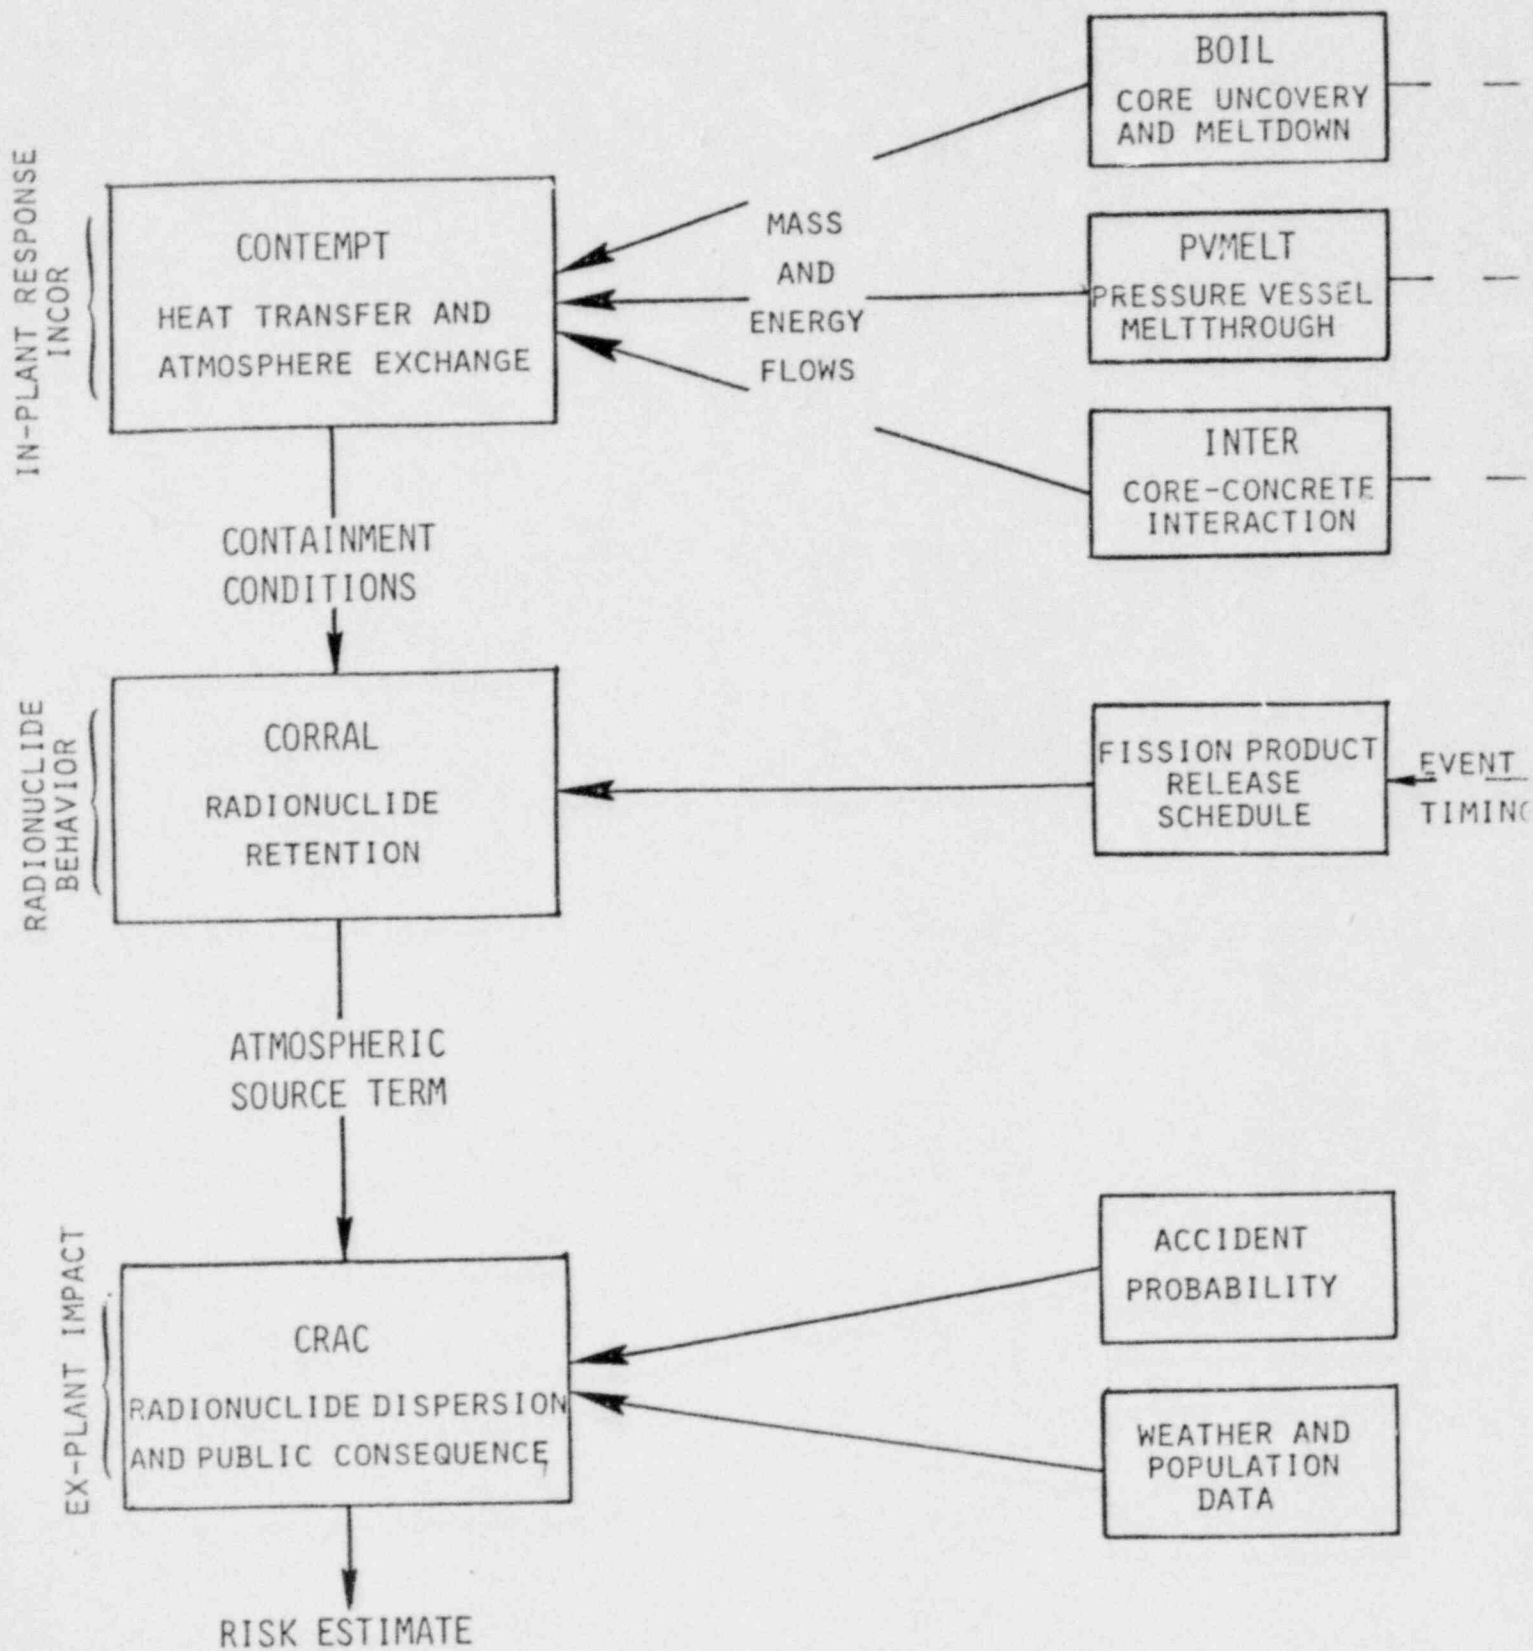 BOIL
CORE UNCOVERY
AND MELTDOWN
IN-PLANT RESPONSE
INCOR
CONTEMPT
HEAT TRANSFER AND
ATMOSPHERE EXCHANGE
MASS
AND
ENERGY
FLOWS
PVMELT
PRESSURE VESSEL
MELTTHROUGH
INTER
CORE-CONCRETE
INTERACTION
CONTAINMENT
CONDITIONS
RADIONUCLIDE
BEHAVIOR
CORRAL
RADIONUCLIDE
RETENTION
FISSION PRODUCT
RELEASE
SCHEDULE
EVENT
TIMING
ATMOSPHERIC
SOURCE TERM
EX-PLANT IMPACT
CRAC
RADIONUCLIDE DISPERSION
AND PUBLIC CONSEQUENCE
ACCIDENT
PROBABILITY
WEATHER AND
POPULATION
DATA
RISK ESTIMATE